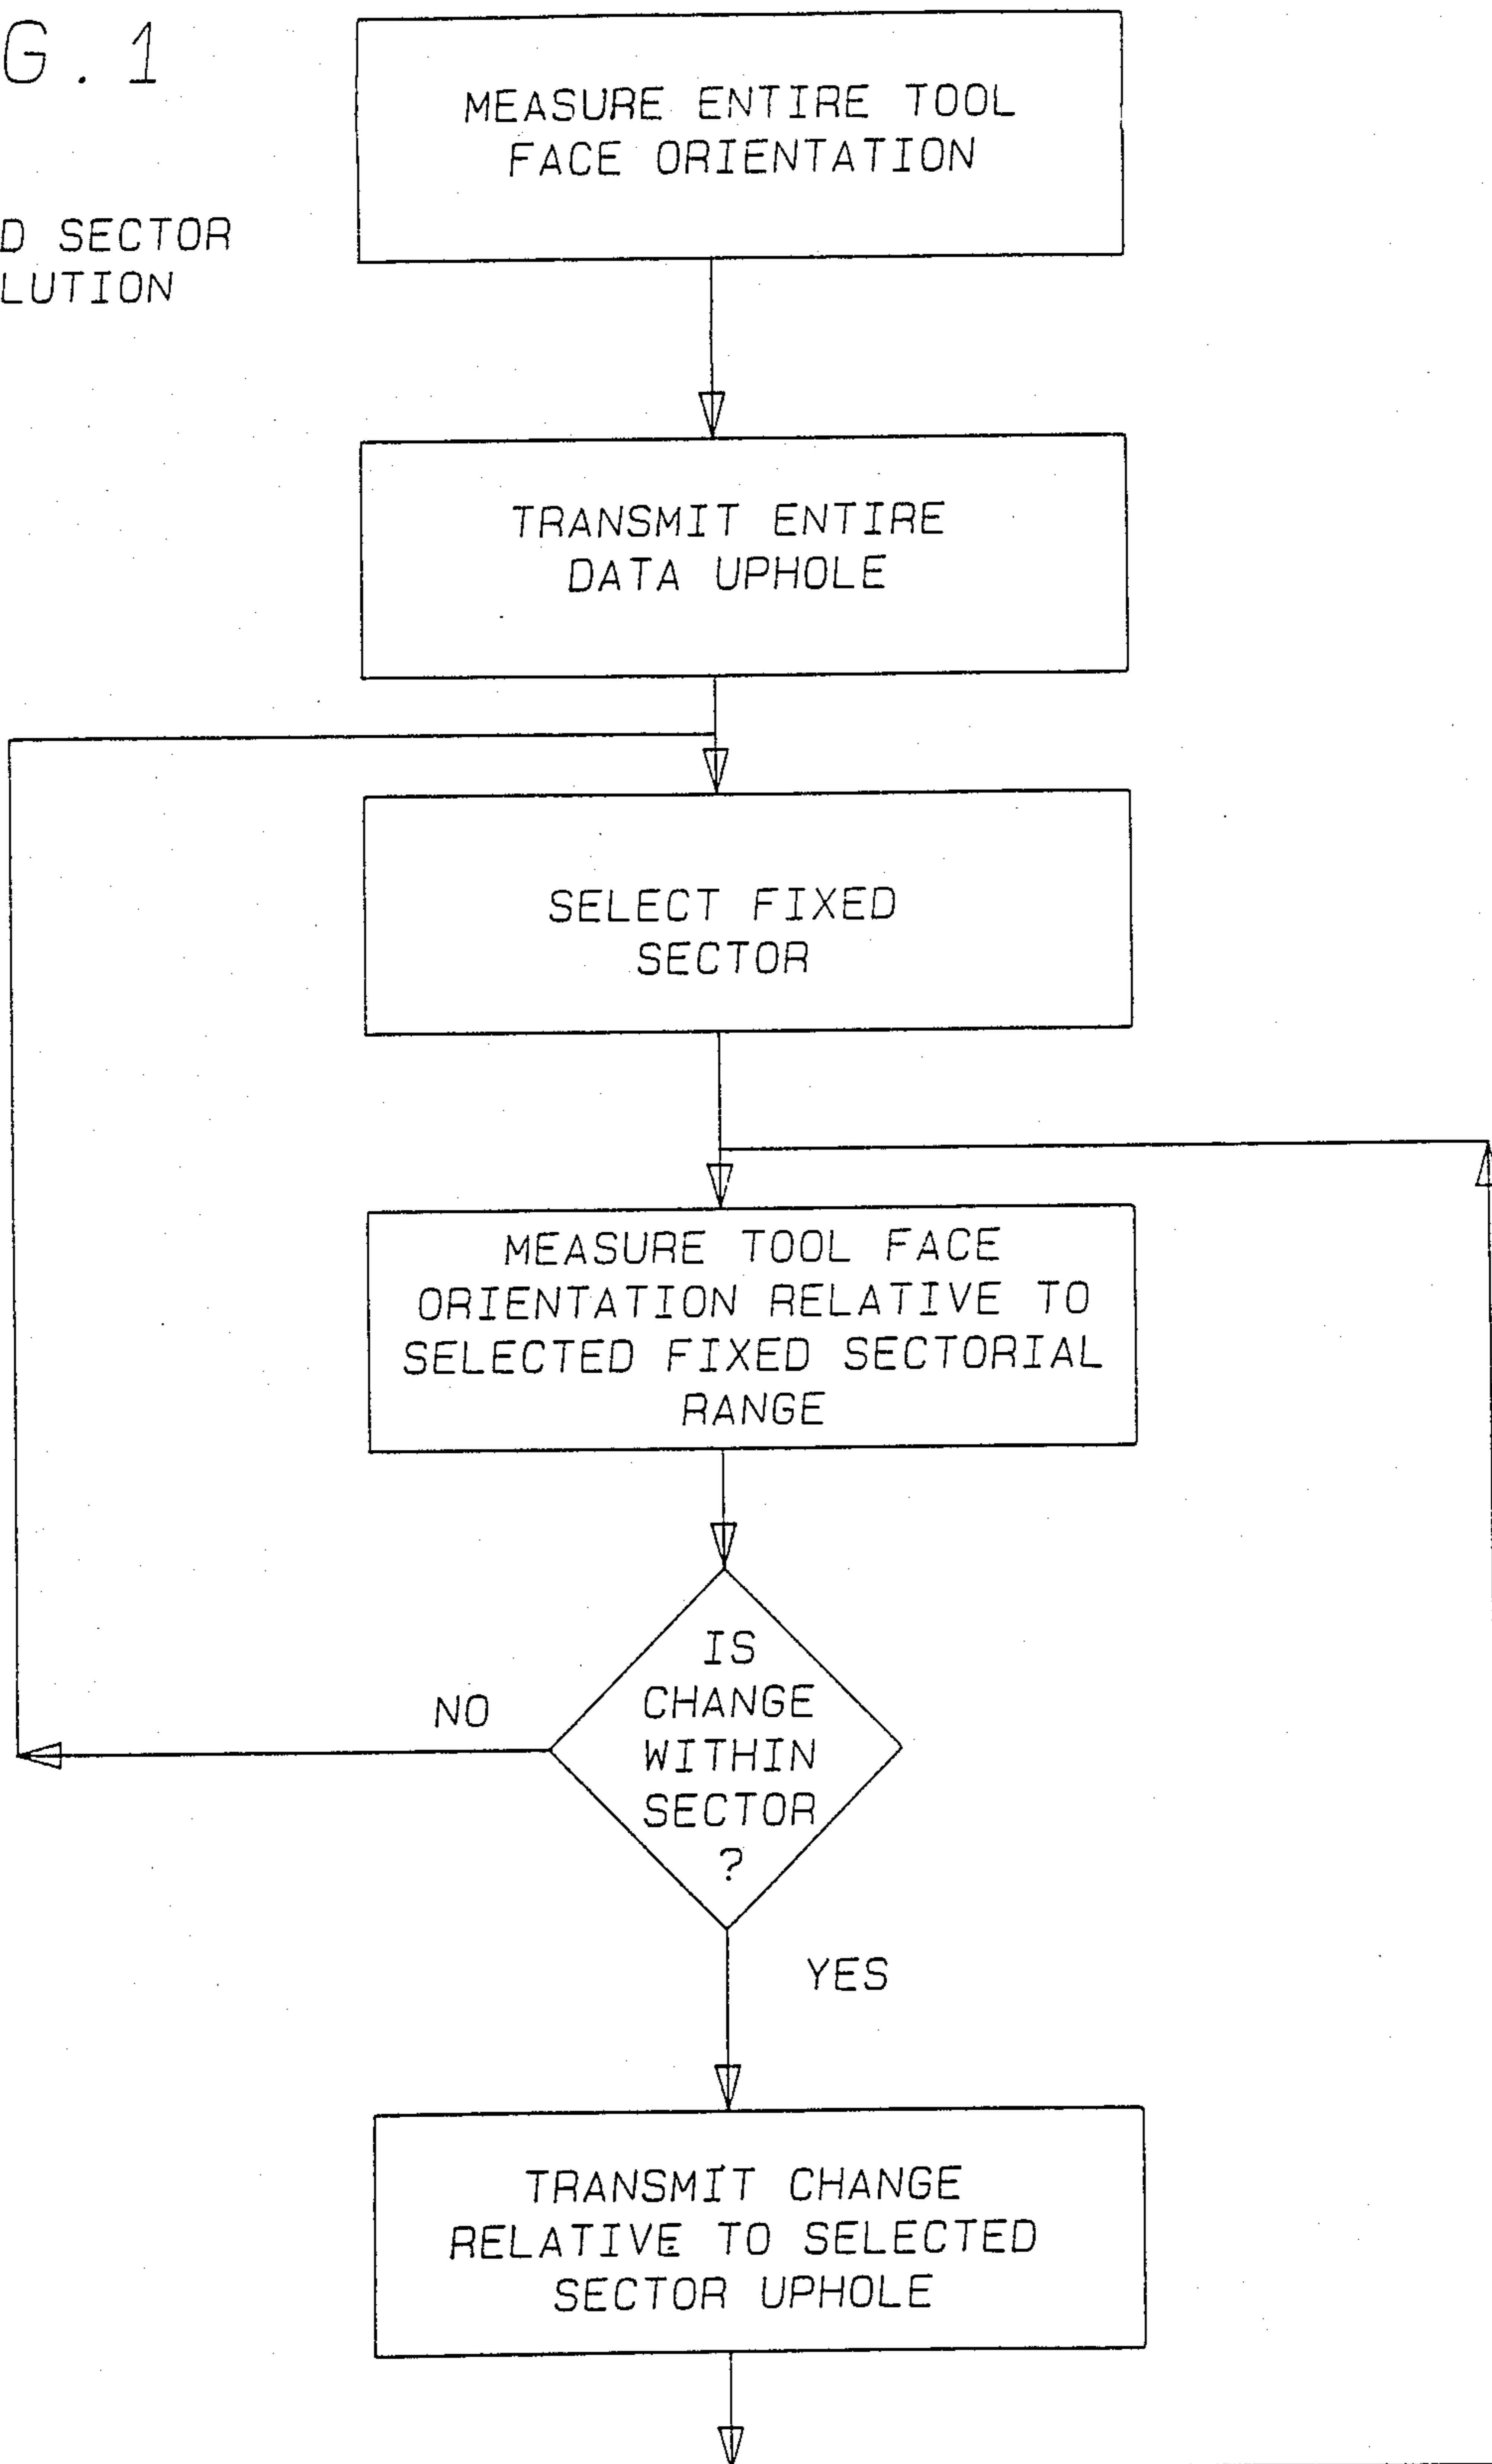 G. 1
D SECTOR
LUTION
MEASURE ENTIRE TOOL
FACE ORIENTATION
TRANSMIT ENTIRE
DATA UPHOLE
SELECT FIXED
SECTOR
MEASURE TOOL FACE
ORIENTATION RELATIVE TO
SELECTED FIXED SECTORIAL
RANGE
IS
CHANGE
WITHIN
SECTOR
?
NO
YES
TRANSMIT CHANGE
RELATIVE TO SELECTED
SECTOR UPHOLE